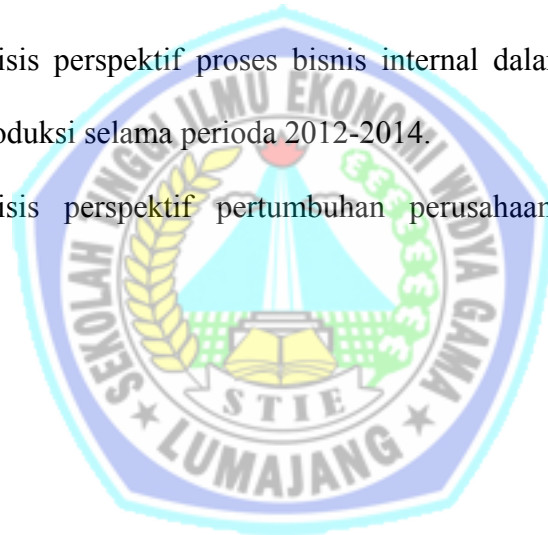 isis perspektif proses bisnis internal dalam
oduksi selama perioda 2012-2014.
isis perspektif pertumbuhan perusahaan
SEKOLAH TINGGI ILMU EKONOMI WIDYA GAMA
STIE
LUMAJANG